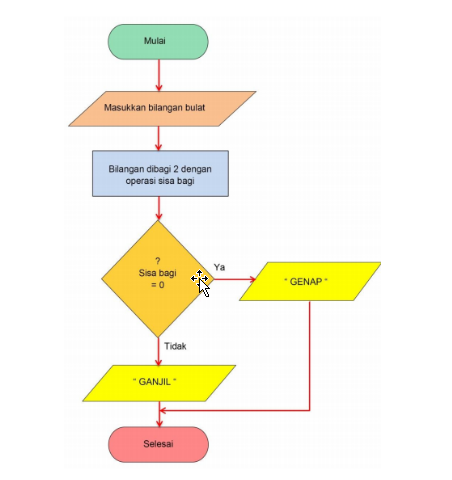 Mulai
Masukkan bilangan bulat
Bilangan dibagi 2 dengan
operasi sisa bagi
?
Sisa bagi
= 0
Ya
" GENAP "
Tidak
" GANJIL "
Selesai